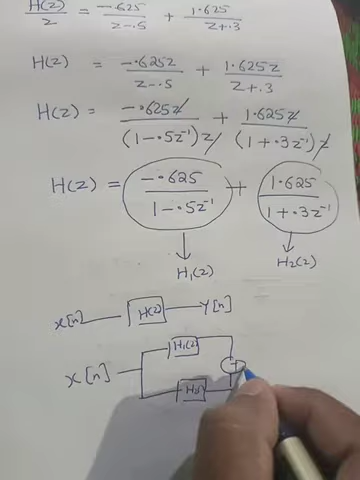 H(z)/z = -.625/z-.5 + 1.625/z+.3
H(z) = -.625z/z-.5 + 1.625z/z+.3
H(z) = -.625z/(1-.5z⁻¹)z + 1.625z/(1+.3z⁻¹)z
H(z) = -.625/1-.5z⁻¹ + 1.625/1+.3z⁻¹
H₁(z) H₂(z)
x[n] H(z) y[n]
H₁(z)
x[n] +